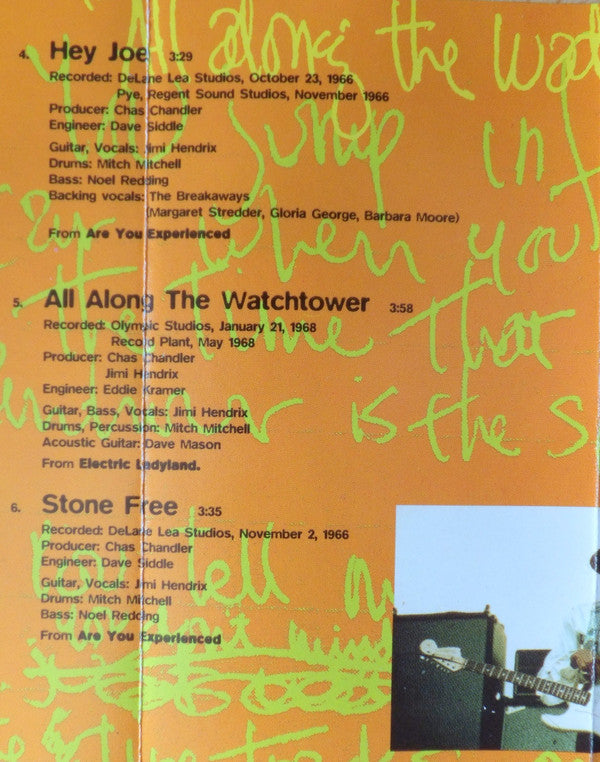 4. Hey Joe 3:29
Recorded: DeLane Lea Studios, October 23, 1966
Pye, Regent Sound Studios, November 1966
Producer: Chas Chandler
Engineer: Dave Siddle
Guitar, Vocals: Jimi Hendrix
Drums: Mitch Mitchell
Bass: Noel Redding
Backing vocals: The Breakaways
(Margaret Stredder, Gloria George, Barbara Moore)
From Are You Experienced
5. All Along The Watchtower 3:58
Recorded: Olympic Studios, January 21, 1968
Record Plant, May 1968
Producer: Chas Chandler
Jimi Hendrix
Engineer: Eddie Kramer
Guitar, Bass, Vocals: Jimi Hendrix
Drums, Percussion: Mitch Mitchell
Acoustic Guitar: Dave Mason
From Electric Ladyland.
6. Stone Free 3:35
Recorded: DeLane Lea Studios, November 2, 1966
Producer: Chas Chandler
Engineer: Dave Siddle
Guitar, Vocals: Jimi Hendrix
Drums: Mitch Mitchell
Bass: Noel Redding
From Are You Experienced
All along the wat
jump in
when you
the time that
is the s
tell